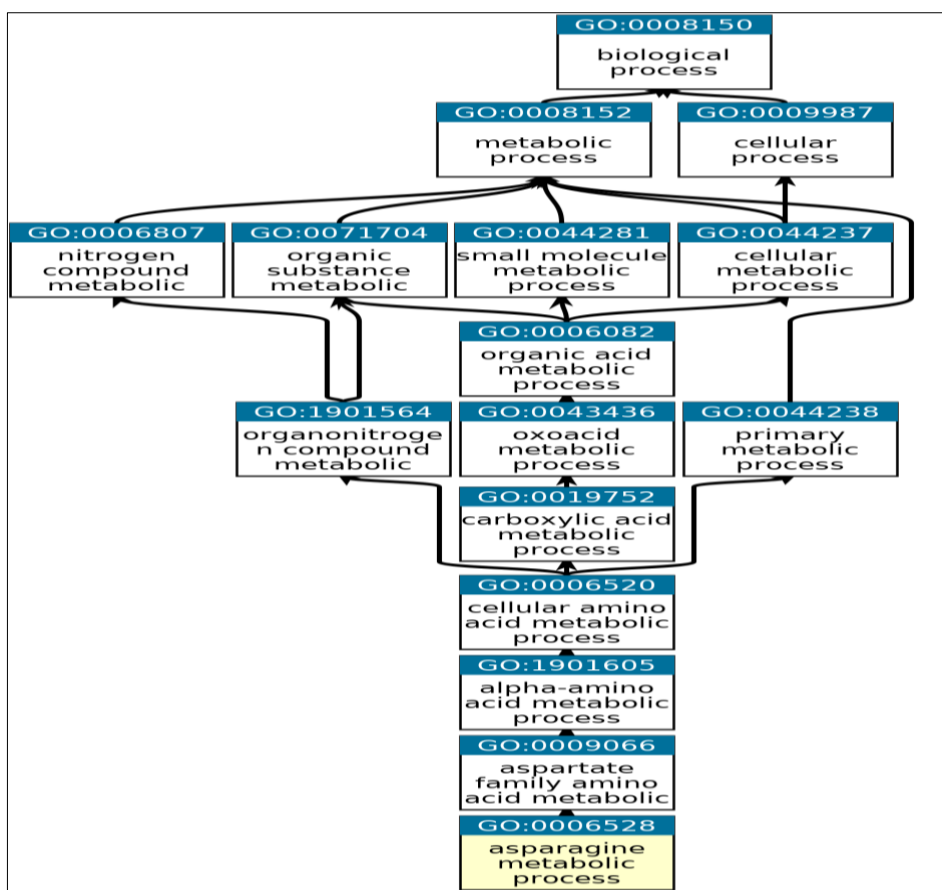 GO:0008150
biological
process
GO:0008152
metabolic
process
GO:0009987
cellular
process
GO:0006807
nitrogen
compound
metabolic
GO:0071704
organic
substance
metabolic
GO:0044281
small molecule
metabolic
process
GO:0044237
cellular
metabolic
process
GO:0006082
organic acid
metabolic
process
GO:1901564
organonitroge
n compound
metabolic
GO:0043436
oxoacid
metabolic
process
GO:0044238
primary
metabolic
process
GO:0019752
carboxylic acid
metabolic
process
GO:0006520
cellular amino
acid metabolic
process
GO:1901605
alpha-amino
acid metabolic
process
GO:0009066
aspartate
family amino
acid metabolic
GO:0006528
asparagine
metabolic
process